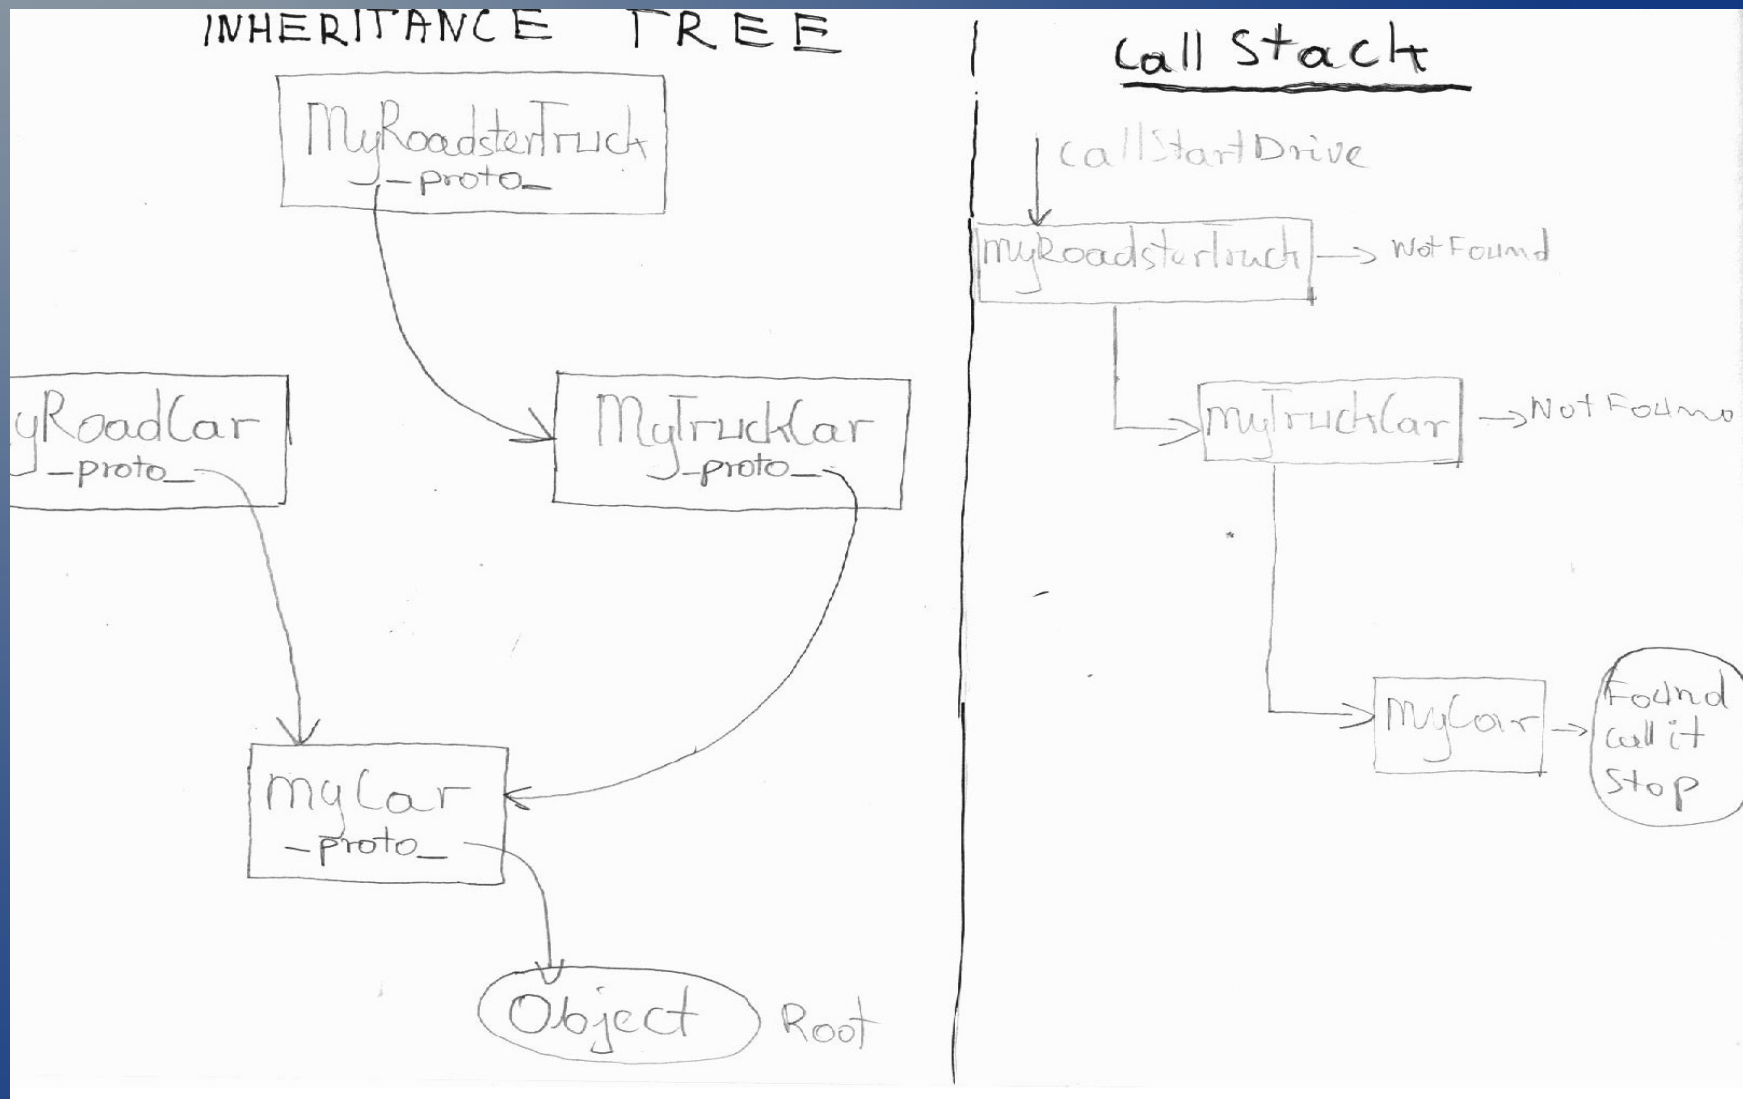 INHERITANCE TREE
MyRoadsterTruck
_proto_
yRoadCar
_proto_
MyTruckCar
_proto_
myCar
_proto_
Object
Root
Call Stack
callStartDrive
myRoadsterTruck
Not Found
myTruckCar
Not Found
MyCar
Found
call it
Stop